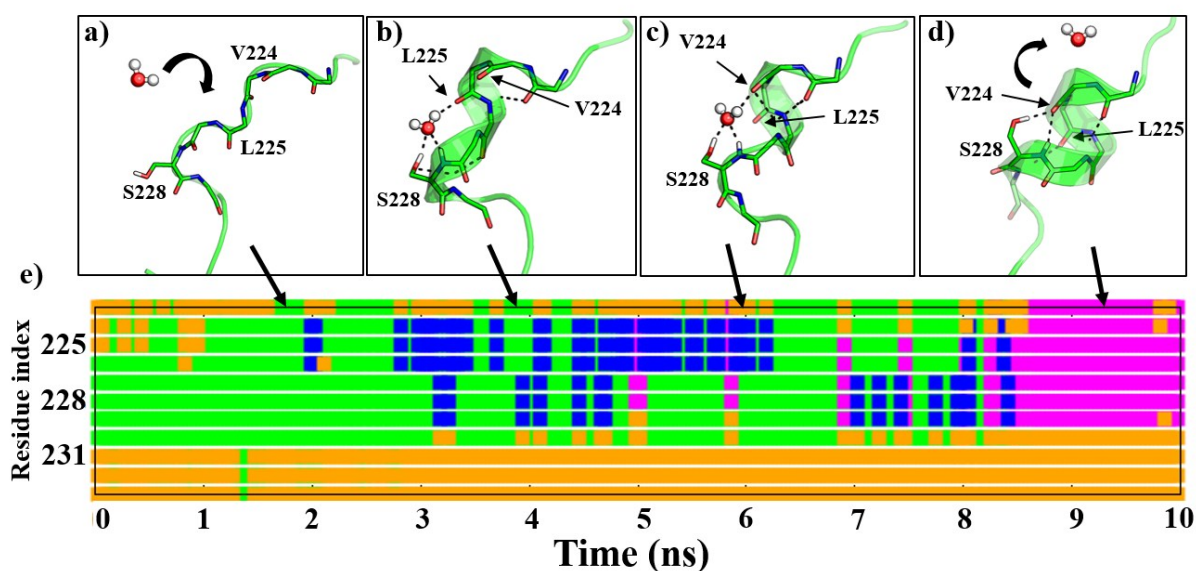 a)
V224
L225
S228
b)
L225
V224
S228
c)
V224
L225
S228
d)
V224
L225
S228
e)
Residue index
225
228
231
0 1 2 3 4 5 6 7 8 9 10
Time (ns)